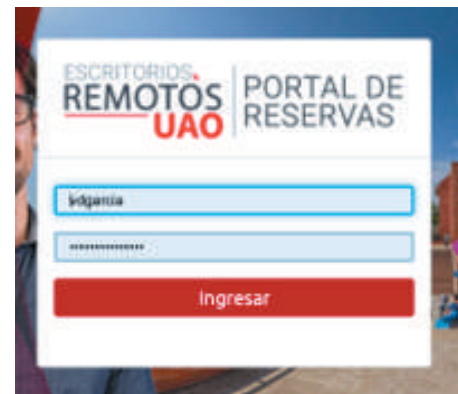 ESCRITORIOS
REMOTOS
UAO
PORTAL DE
RESERVAS
Ingresar